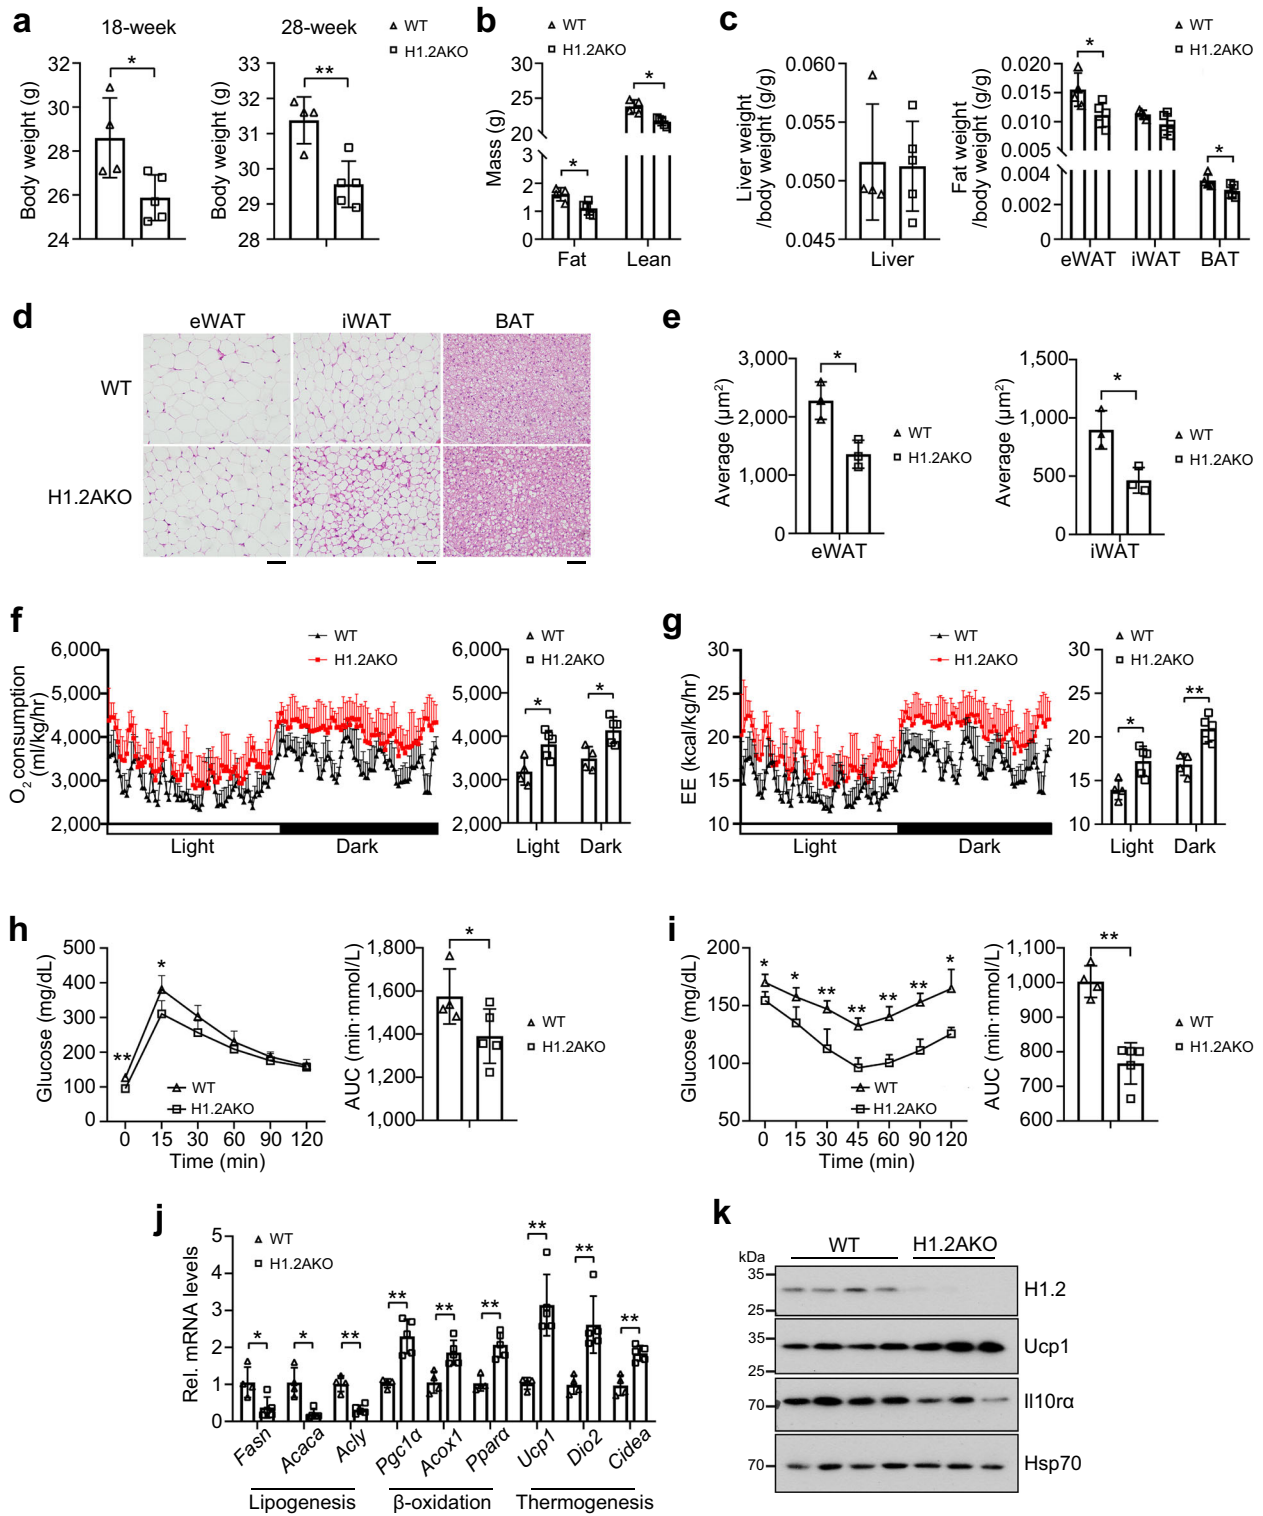 a
18-week
28-week
WT
H1.2AKO
Body weight (g)
32
30
28
26
24
*
Body weight (g)
33
32
31
30
29
28
**
b
WT
H1.2AKO
Mass (g)
30
25
20
3
2
1
0
*
*
Fat
Lean
c
WT
H1.2AKO
Liver weight
/body weight (g/g)
0.060
0.055
0.050
0.045
Liver
Fat weight
/body weight (g/g)
0.020
0.015
0.010
0.005
0.004
0.002
0
*
*
eWAT
iWAT
BAT
d
eWAT
iWAT
BAT
WT
H1.2AKO
e
Average (µm²)
3,000
2,000
1,000
0
*
eWAT
WT
H1.2AKO
Average (µm²)
1,500
1,000
500
0
*
iWAT
WT
H1.2AKO
f
WT
H1.2AKO
O₂ consumption
(ml/kg/hr)
6,000
5,000
4,000
3,000
2,000
Light
Dark
WT
H1.2AKO
6,000
5,000
4,000
3,000
2,000
*
*
Light
Dark
g
WT
H1.2AKO
EE (kcal/kg/hr)
30
25
20
15
10
Light
Dark
WT
H1.2AKO
30
25
20
15
10
*
**
Light
Dark
h
Glucose (mg/dL)
500
400
300
200
100
0
**
*
WT
H1.2AKO
0 15 30 60 90 120
Time (min)
AUC (min·mmol/L)
1,800
1,600
1,400
1,200
1,000
*
WT
H1.2AKO
i
Glucose (mg/dL)
200
150
100
50
* * ** ** ** ** *
WT
H1.2AKO
0 15 30 45 60 90 120
Time (min)
AUC (min·mmol/L)
1,100
1,000
900
800
700
600
**
WT
H1.2AKO
j
WT
H1.2AKO
Rel. mRNA levels
5
4
3
2
1
0
* * ** ** ** ** ** ** **
Fasn Acaca Acly Pgc1α Acox1 Pparα Ucp1 Dio2 Cidea
Lipogenesis
β-oxidation
Thermogenesis
k
kDa
WT
H1.2AKO
35
25
H1.2
35
25
Ucp1
70
Il10rα
70
Hsp70